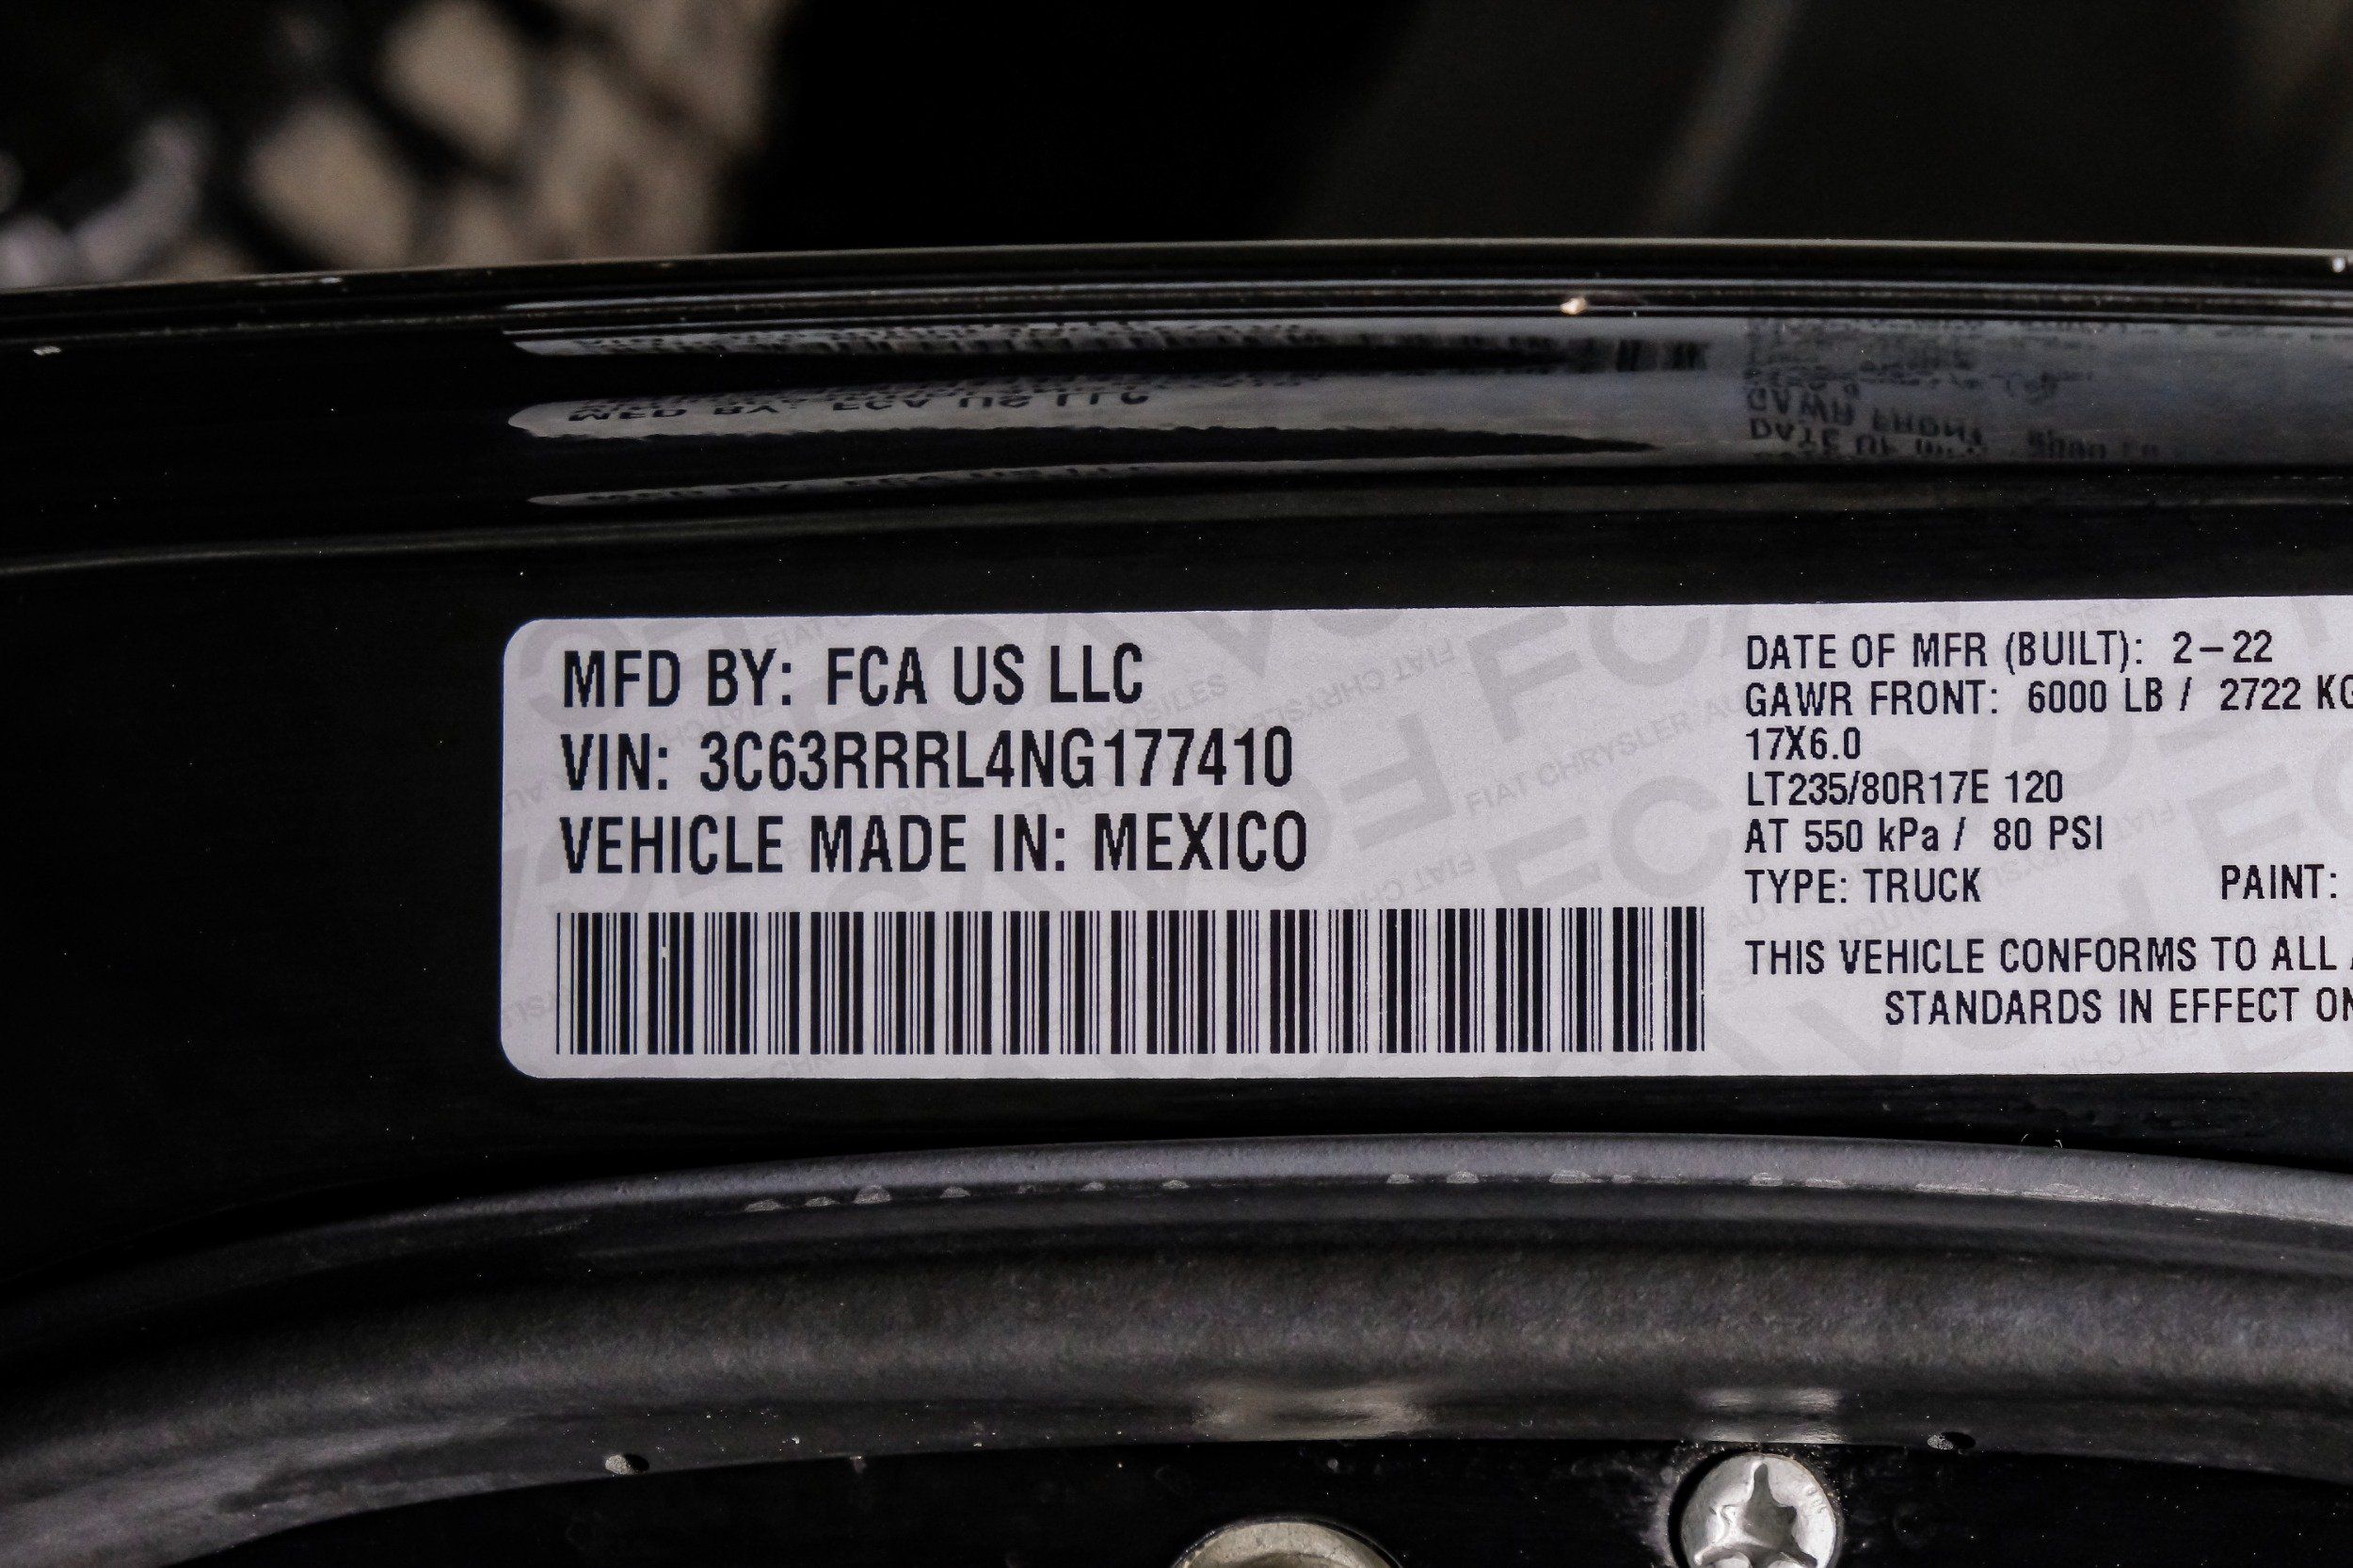 MFD BY: FCA US LLC
VIN: 3C63RRRL4NG177410
VEHICLE MADE IN: MEXICO
DATE OF MFR (BUILT): 2-22
GAWR FRONT: 6000 LB / 2722 KG
17X6.0
LT235/80R17E 120
AT 550 kPa / 80 PSI
TYPE: TRUCK PAINT:
THIS VEHICLE CONFORMS TO ALL
STANDARDS IN EFFECT ON